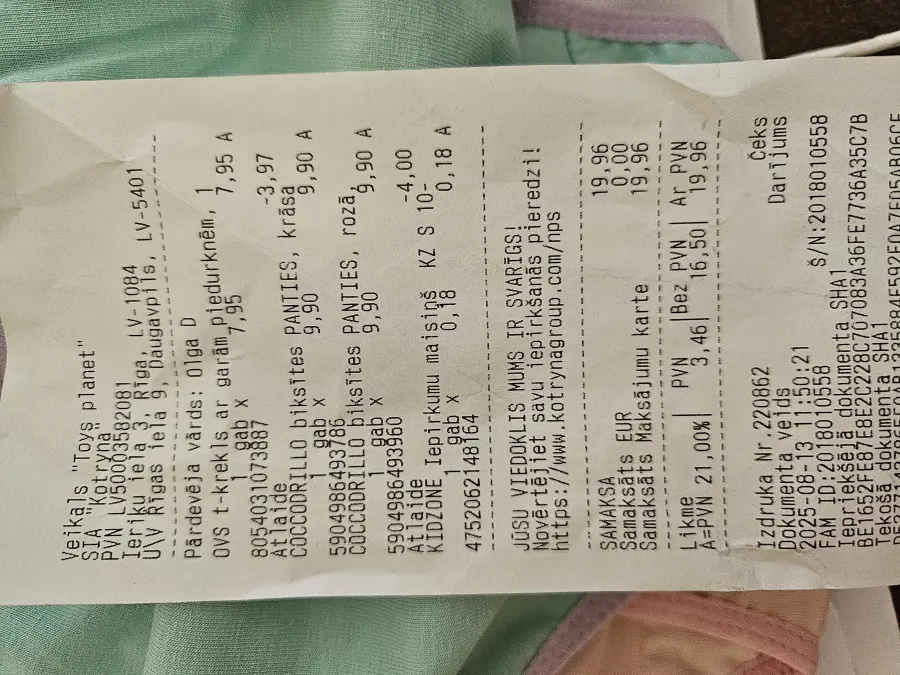 Veikals "Toys planet"
SIA "Kotryna"
PVN LV50003582081
Ieriķu iela 3, Rīga, LV-1084
U\V Rīgas iela 9, Daugavpils, LV-5401
Pārdevēja vārds: Olga D
OVS t-krekls ar garām piedurknēm, 1
1 gab x 7,95 7,95 A
8054031073887
Atlaide -3,97
COCCODRILLO biksītes PANTIES, krāsa
1 gab x 9,90 9,90 A
5904986493786
COCCODRILLO biksītes PANTIES, rozā,
1 gab x 9,90 9,90 A
5904986493960
Atlaide -4,00
KIDZONE Iepirkumu maisiņš KZ S 10-
1 gab x 0,18 0,18 A
4752062148164
JŪSU VIEDOKLIS MUMS IR SVARĪGS!
Novērtējiet savu iepirkšanās pieredzi!
https://www.kotrynagroup.com/nps
SAMAKSA 19,96
Samaksāts EUR 0,00
Samaksāts Maksājumu karte 19,96
Likme | PVN |Bez PVN| Ar PVN
A=PVN 21,00%| 3,46| 16,50| 19,96
Izdruka Nr.220862 Čeks
Dokumenta veids Darījums
2025-08-13 11:50:21
FAM ID:2018010558 Š/N:2018010558
Iepriekšējā dokumenta SHA1
BE1652FE87E8E2C228C707083A36FE7736A35C7B
Tekošā dokumenta SHA1